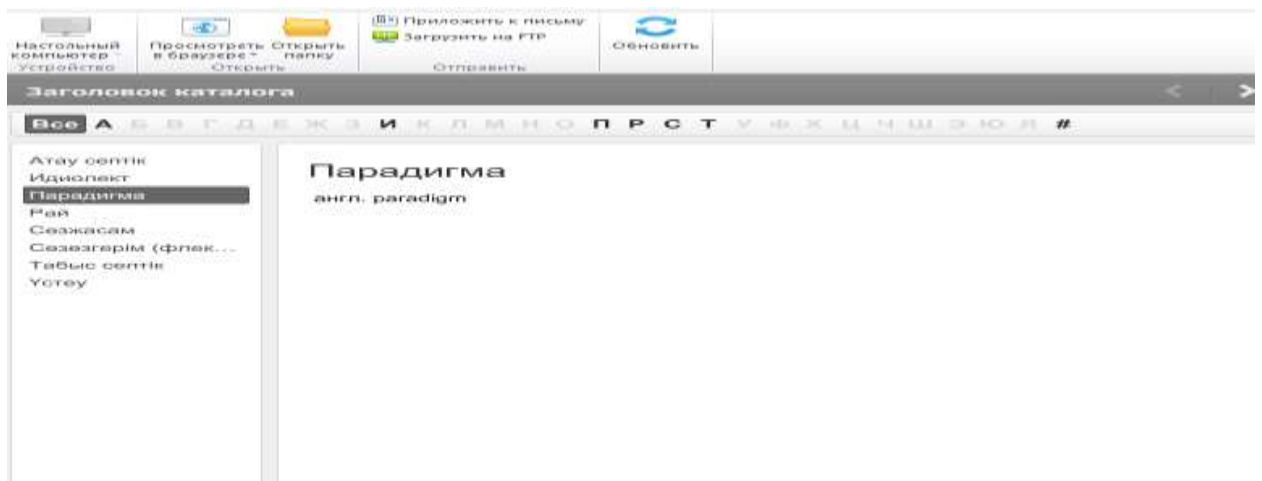 Настольный компьютер
Устройство
Просмотреть в браузере
Открыть папку
Открыть
Приложить к письму
Загрузить на FTP
Отправить
Обновить
Заголовок каталога
< >
Все А Б В Г Д Е Ж З И К Л М Н О П Р С Т У Ф Х Ц Ч Ш Э Ю Я #
Атау септік
Идиолект
Парадигма
Рай
Сөзжасам
Сөзөзгерім (флек...
Табыс септік
Үстеу
Парадигма
англ. paradigm